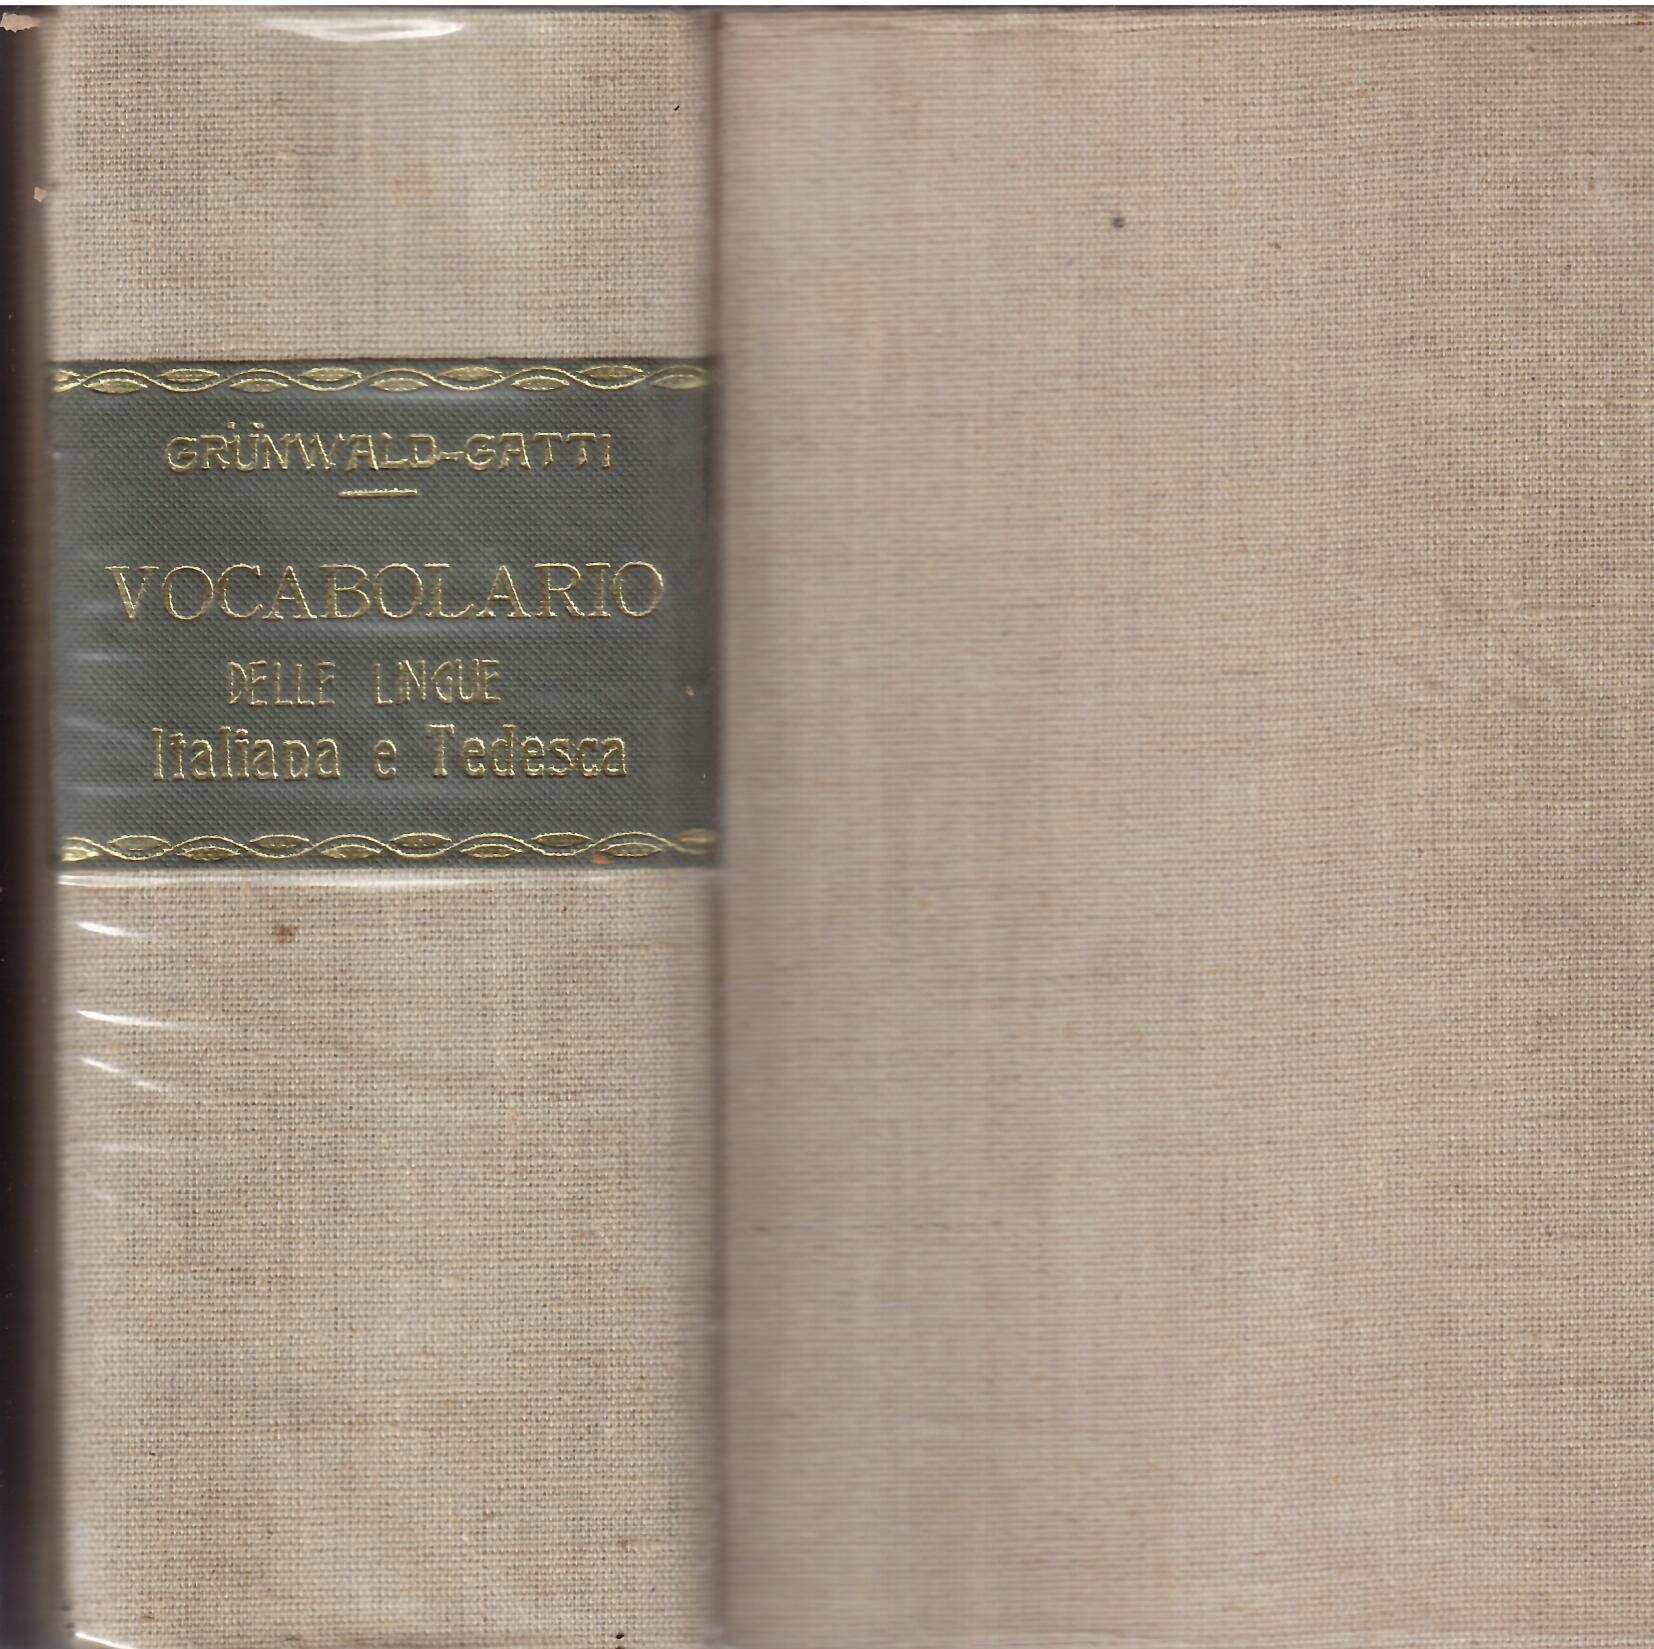 GRÜNWALD-GATTI
VOCABOLARIO
DELLE LINGUE
Italiana e Tedesca